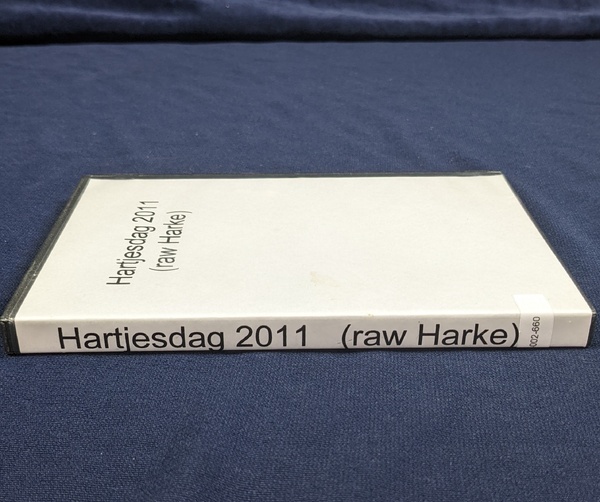 Hartjesdag 2011
(raw Harke)
Hartjesdag 2011 (raw Harke)
002-660